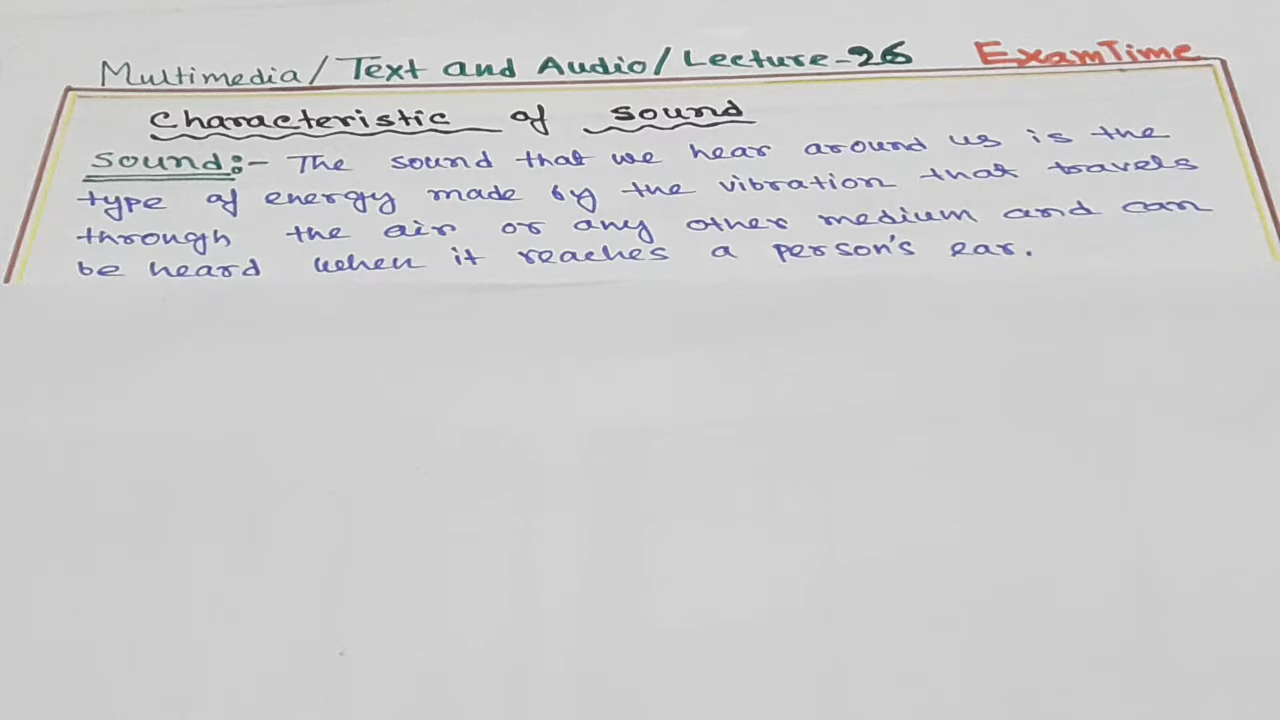 Multimedia/Text and Audio/Lecture-26 ExamTime
Characteristic of Sound
Sound:- The sound that we hear around us is the
type of energy made by the vibration that travels
through the air or any other medium and can
be heard when it reaches a person's ear.